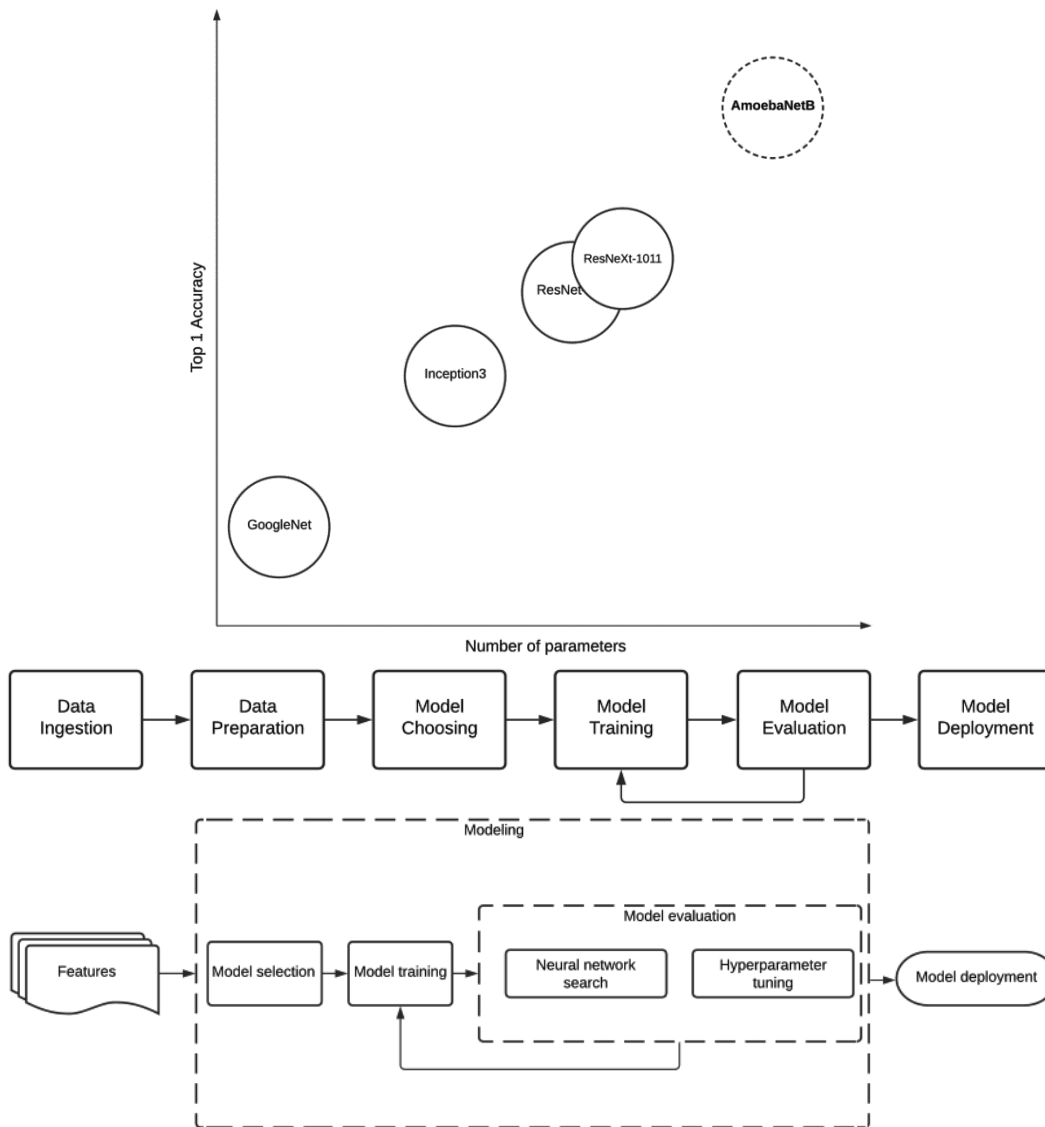 AmoebaNetB
ResNeXt-1011
ResNet
Top 1 Accuracy
Inception3
GoogleNet
Number of parameters
Data
Ingestion
Data
Preparation
Model
Choosing
Model
Training
Model
Evaluation
Model
Deployment
Modeling
Features
Model selection
Model training
Model evaluation
Neural network
search
Hyperparameter
tuning
Model deployment